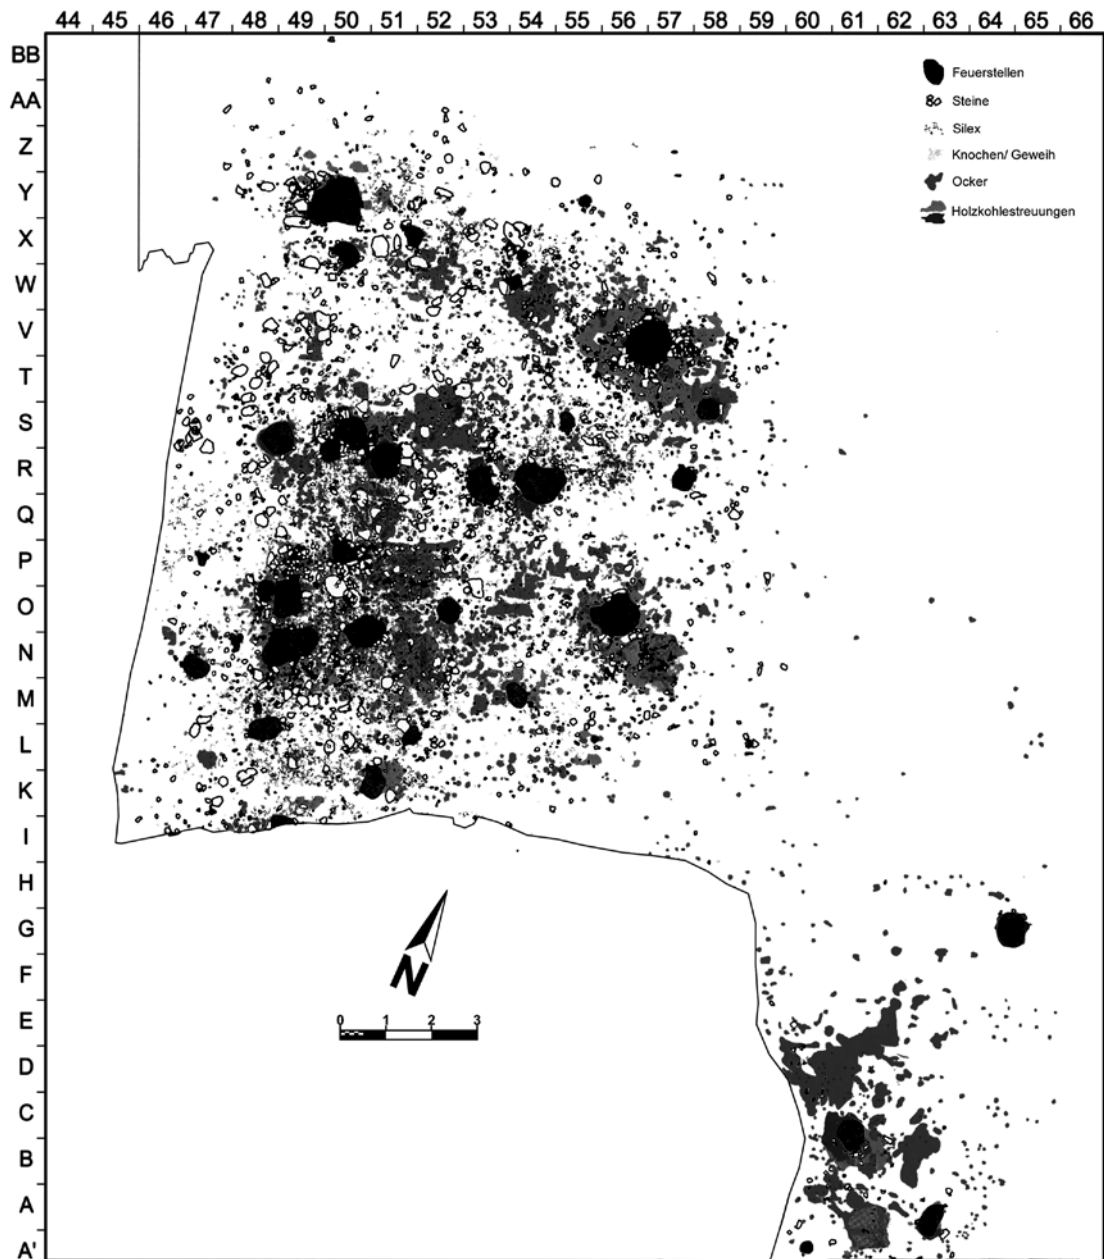 44 45 46 47 48 49 50 51 52 53 54 55 56 57 58 59 60 61 62 63 64 65 66
BB
AA
Z
Y
X
W
V
T
S
R
Q
P
O
N
M
L
K
I
H
G
F
E
D
C
B
A
A'
Feuerstellen
Steine
Silex
Knochen/ Geweih
Ocker
Holzkohlestreuungen
N
0 1 2 3